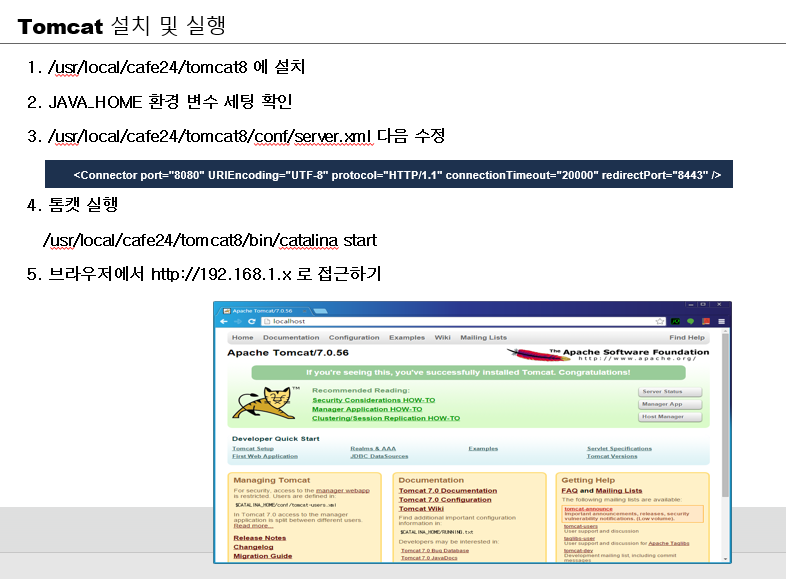 Tomcat 설치 및 실행
1. /usr/local/cafe24/tomcat8 에 설치
2. JAVA_HOME 환경 변수 세팅 확인
3. /usr/local/cafe24/tomcat8/conf/server.xml 다음 수정
<Connector port="8080" URIEncoding="UTF-8" protocol="HTTP/1.1" connectionTimeout="20000" redirectPort="8443" />
4. 톰캣 실행
/usr/local/cafe24/tomcat8/bin/catalina start
5. 브라우저에서 http://192.168.1.x 로 접근하기
Apache Tomcat/7.0.56
localhost
Home Documentation Configuration Examples Wiki Mailing Lists Find Help
Apache Tomcat/7.0.56
The Apache Software Foundation
http://www.apache.org/
If you're seeing this, you've successfully installed Tomcat. Congratulations!
TM
Recommended Reading:
Security Considerations HOW-TO
Manager Application HOW-TO
Clustering/Session Replication HOW-TO
Server Status
Manager App
Host Manager
Developer Quick Start
Tomcat Setup Realms & AAA Examples Servlet Specifications
First Web Application JDBC DataSources Tomcat Versions
Managing Tomcat
For security, access to the manager webapp
is restricted. Users are defined in:
$CATALINA_HOME/conf/tomcat-users.xml
In Tomcat 7.0 access to the manager
application is split between different users.
Read more...
Release Notes
Changelog
Migration Guide
Documentation
Tomcat 7.0 Documentation
Tomcat 7.0 Configuration
Tomcat Wiki
Find additional important configuration
information in:
$CATALINA_HOME/RUNNING.txt
Developers may be interested in:
Tomcat 7.0 Bug Database
Tomcat 7.0 JavaDocs
Getting Help
FAQ and Mailing Lists
The following mailing lists are available:
tomcat-announce
Important announcements, releases, security
vulnerability notifications. (Low volume).
tomcat-users
User support and discussion
taglibs-user
User support and discussion for Apache Taglibs
tomcat-dev
Development mailing list, including commit
messages